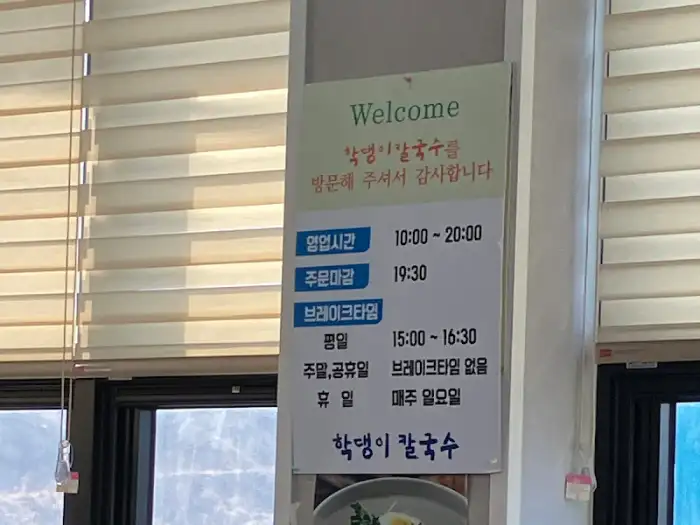 Welcome
학댕이칼국수를
방문해 주셔서 감사합니다
영업시간 10:00 ~ 20:00
주문마감 19:30
브레이크타임
평일 15:00 ~ 16:30
주말,공휴일 브레이크타임 없음
휴 일 매주 일요일
학댕이 칼국수